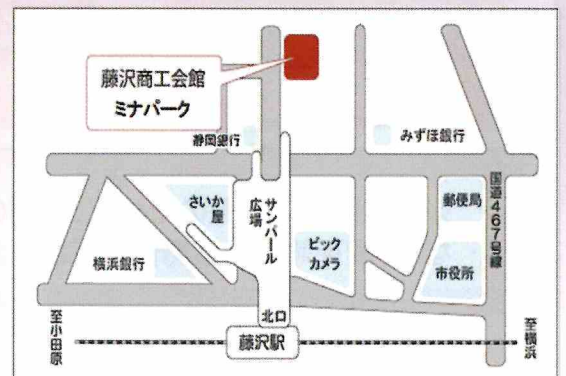 藤沢商工会館
ミナパーク
静岡銀行
みずほ銀行
さいか
屋
サンパール
広場
ビック
カメラ
郵便局
国道467号線
横浜銀行
市役所
北口
藤沢駅
至小田原
至横浜